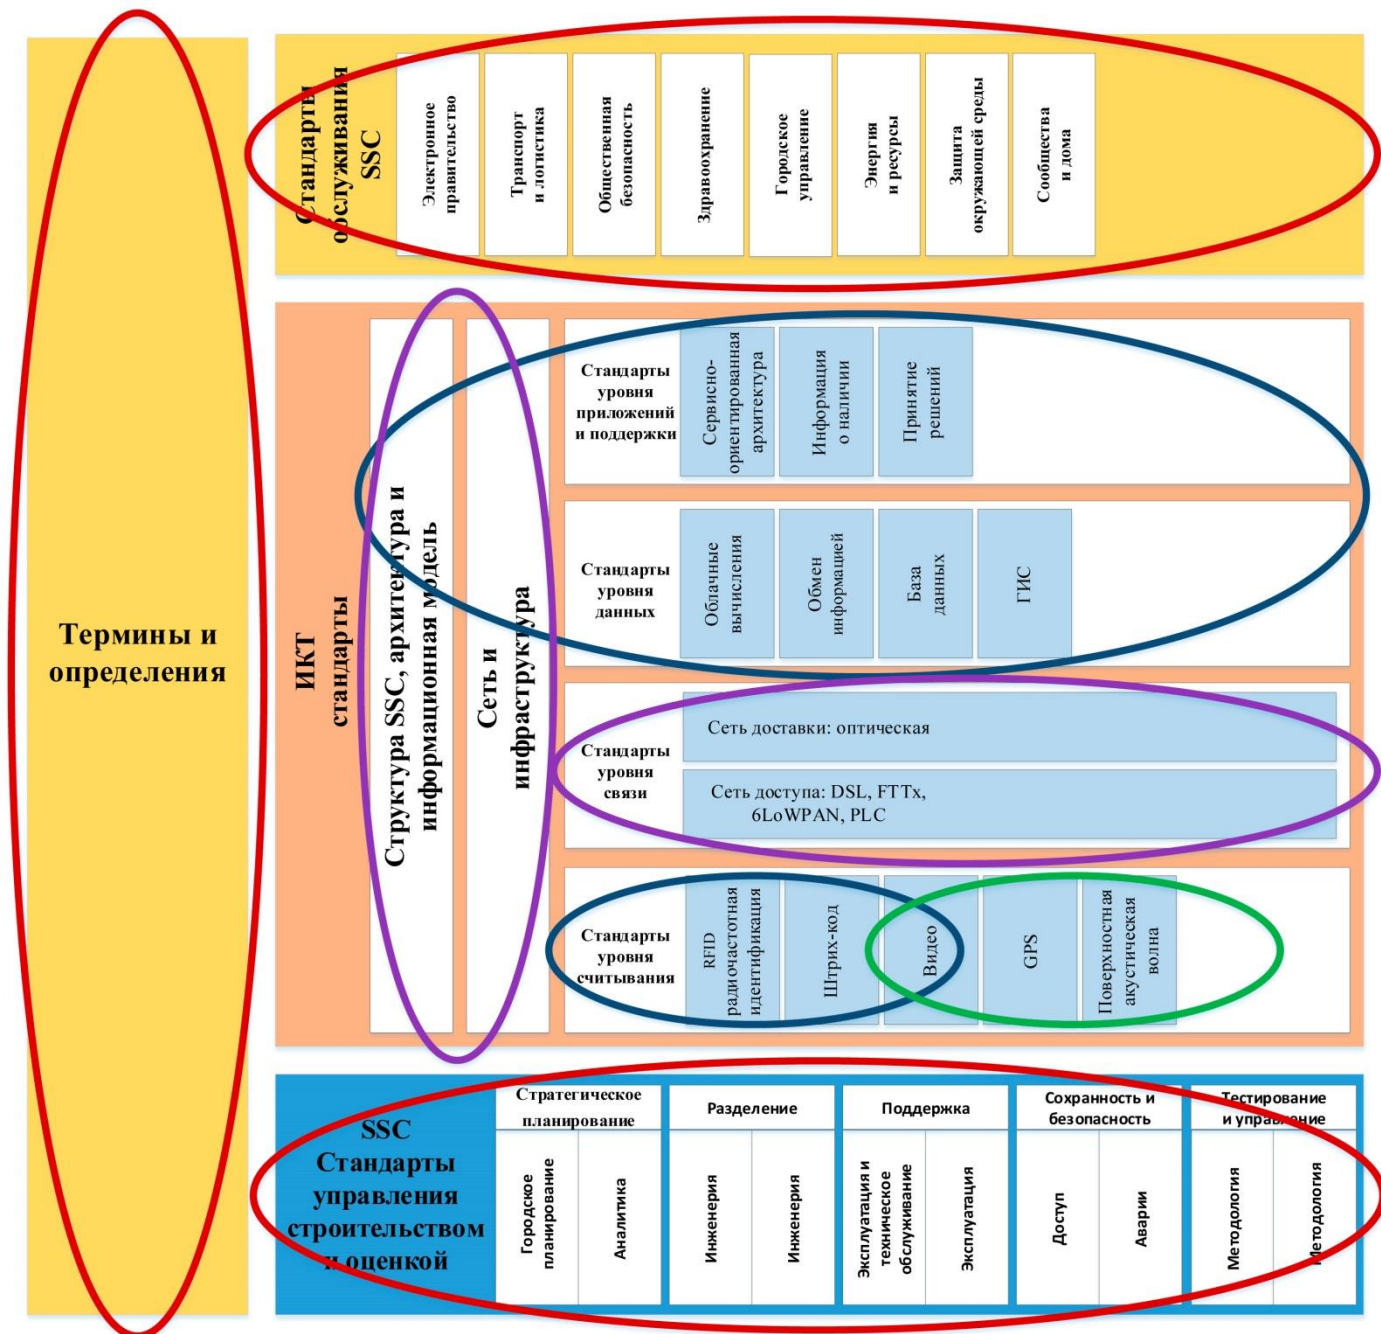 Термины и
определения
Стандарты
обслуживания
SSC
Электронное
правительство
Транспорт
и логистика
Общественная
безопасность
Здравоохранение
Городское
управление
Энергия
и ресурсы
Защита
окружающей среды
Сообщества
и дома
ИКТ
стандарты
Структура SSC, архитектура и
информационная модель
Сеть и
инфраструктура
Стандарты
уровня
приложений
и поддержки
Сервисно-
ориентированная
архитектура
Информация
о наличии
Принятие
решений
Стандарты
уровня
данных
Облачные
вычисления
Обмен
информацией
База
данных
ГИС
Стандарты
уровня
связи
Сеть доставки: оптическая
Сеть доступа: DSL, FTTx,
6LoWPAN, PLC
Стандарты
уровня
считывания
RFID
радиочастотная
идентификация
Штрих-код
Видео
GPS
Поверхностная
акустическая
волна
SSC
Стандарты
управления
строительством
и оценкой
Стратегическое
планирование
Городское
планирование
Аналитика
Разделение
Инженерия
Инженерия
Поддержка
Эксплуатация и
техническое
обслуживание
Эксплуатация
Сохранность и
безопасность
Доступ
Аварии
Тестирование
и управление
Методология
Методология